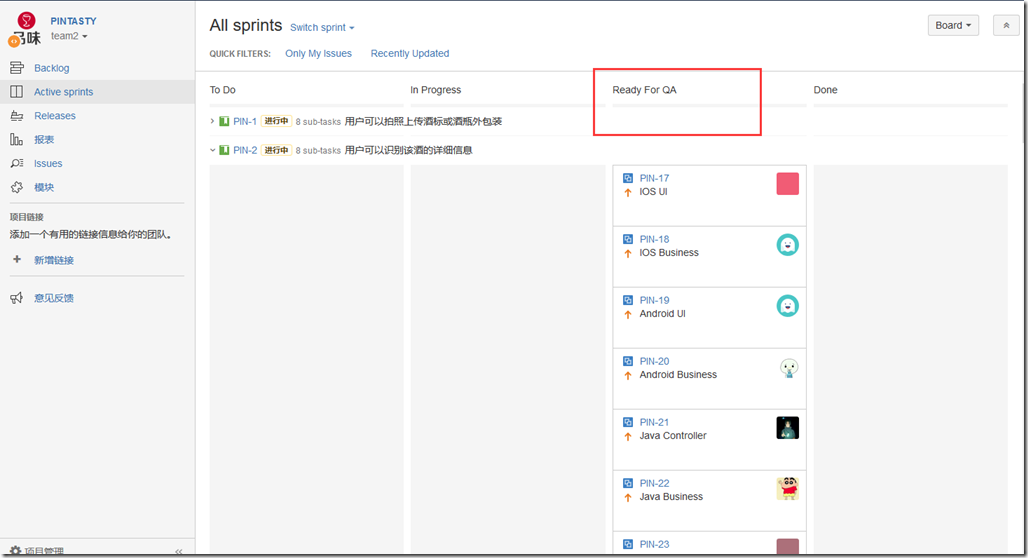 品味
PINTASTY
team2
Backlog
Active sprints
Releases
报表
Issues
模块
项目链接
添加一个有用的链接信息给你的团队。
+ 新增链接
意见反馈
项目管理
«
All sprints Switch sprint
Board
QUICK FILTERS: Only My Issues Recently Updated
To Do In Progress Ready For QA Done
PIN-1 进行中 8 sub-tasks 用户可以拍照上传酒标或酒瓶外包装
PIN-2 进行中 8 sub-tasks 用户可以识别该酒的详细信息
PIN-17
IOS UI
PIN-18
IOS Business
PIN-19
Android UI
PIN-20
Android Business
PIN-21
Java Controller
PIN-22
Java Business
PIN-23